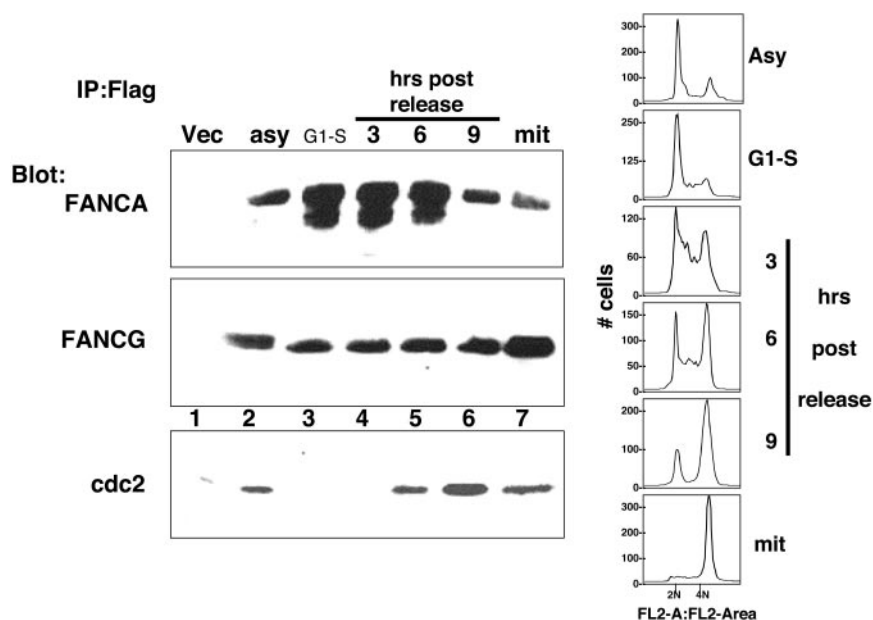 IP:Flag
hrs post
release
Vec asy G1-S 3 6 9 mit
Blot:
FANCA
FANCG
1 2 3 4 5 6 7
cdc2
300
200
100
0
Asy
250
125
0
G1-S
120
60
0
3
150
100
50
0
6
200
100
0
9
hrs
post
release
300
200
100
0
mit
# cells
2N 4N
FL2-A:FL2-Area